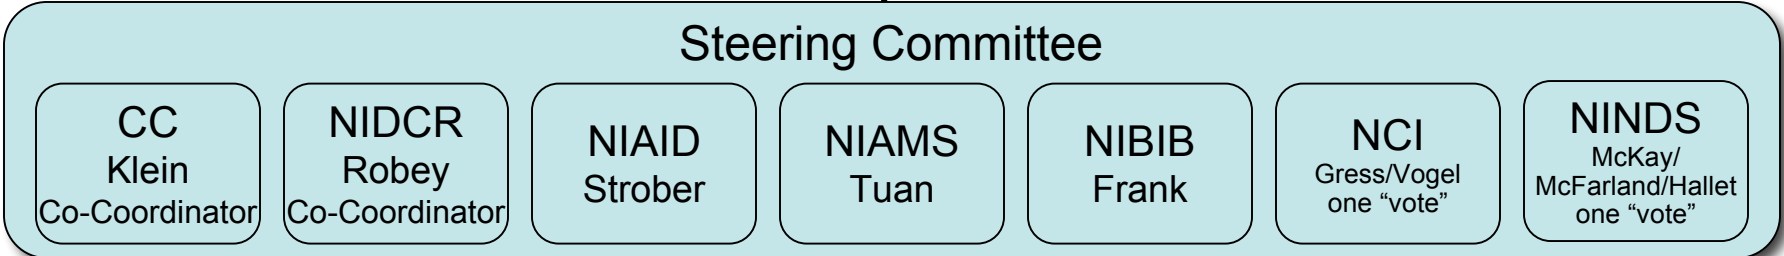 Steering Committee
CC
Klein
Co-Coordinator
NIDCR
Robey
Co-Coordinator
NIAID
Strober
NIAMS
Tuan
NIBIB
Frank
NCI
Gress/Vogel
one “vote”
NINDS
McKay/
McFarland/Hallet
one “vote”